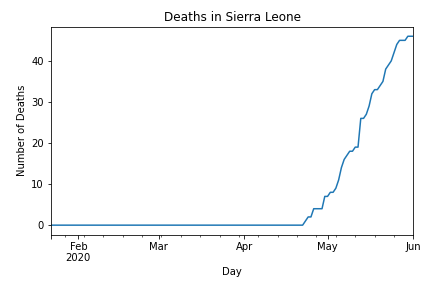 Deaths in Sierra Leone
Number of Deaths
40
30
20
10
0
Feb
2020
Mar
Apr
May
Jun
Day